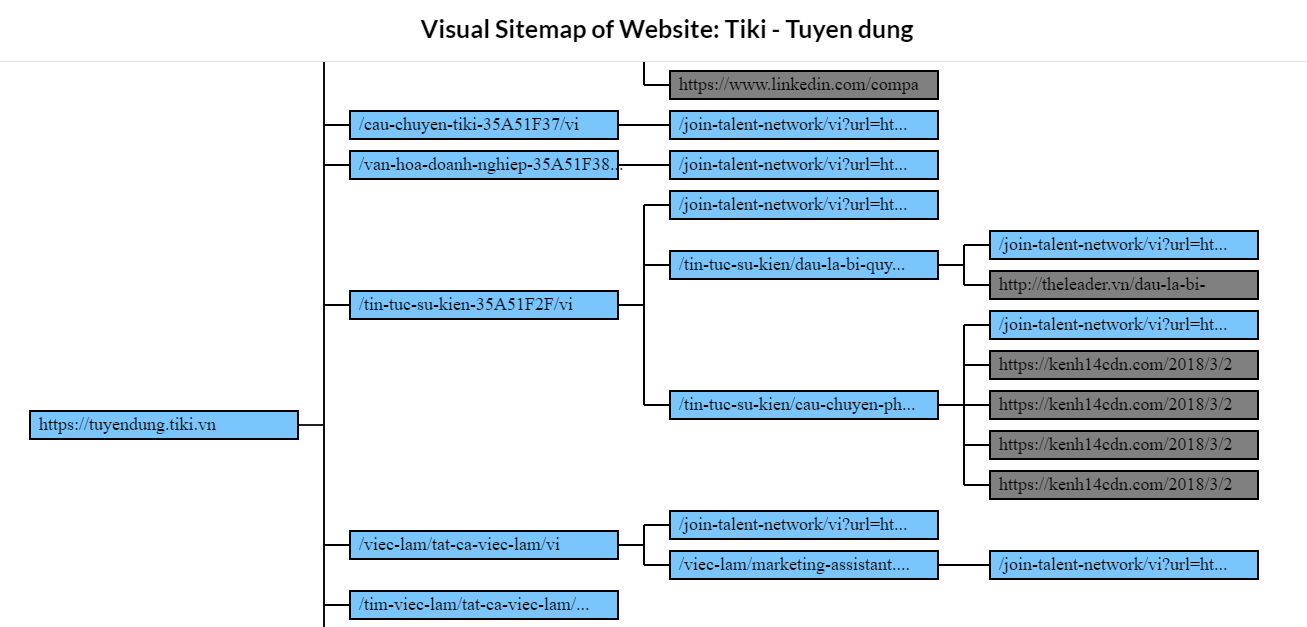 Visual Sitemap of Website: Tiki - Tuyen dung
https://www.linkedin.com/compa
/cau-chuyen-tiki-35A51F37/vi
/join-talent-network/vi?url=ht...
/van-hoa-doanh-nghiep-35A51F38...
/join-talent-network/vi?url=ht...
/join-talent-network/vi?url=ht...
/join-talent-network/vi?url=ht...
/tin-tuc-su-kien/dau-la-bi-quy...
http://theleader.vn/dau-la-bi-
/tin-tuc-su-kien-35A51F2F/vi
/join-talent-network/vi?url=ht...
https://kenh14cdn.com/2018/3/2
/tin-tuc-su-kien/cau-chuyen-ph...
https://kenh14cdn.com/2018/3/2
https://tuyendung.tiki.vn
https://kenh14cdn.com/2018/3/2
https://kenh14cdn.com/2018/3/2
/join-talent-network/vi?url=ht...
/viec-lam/tat-ca-viec-lam/vi
/viec-lam/marketing-assistant....
/join-talent-network/vi?url=ht...
/tim-viec-lam/tat-ca-viec-lam/...